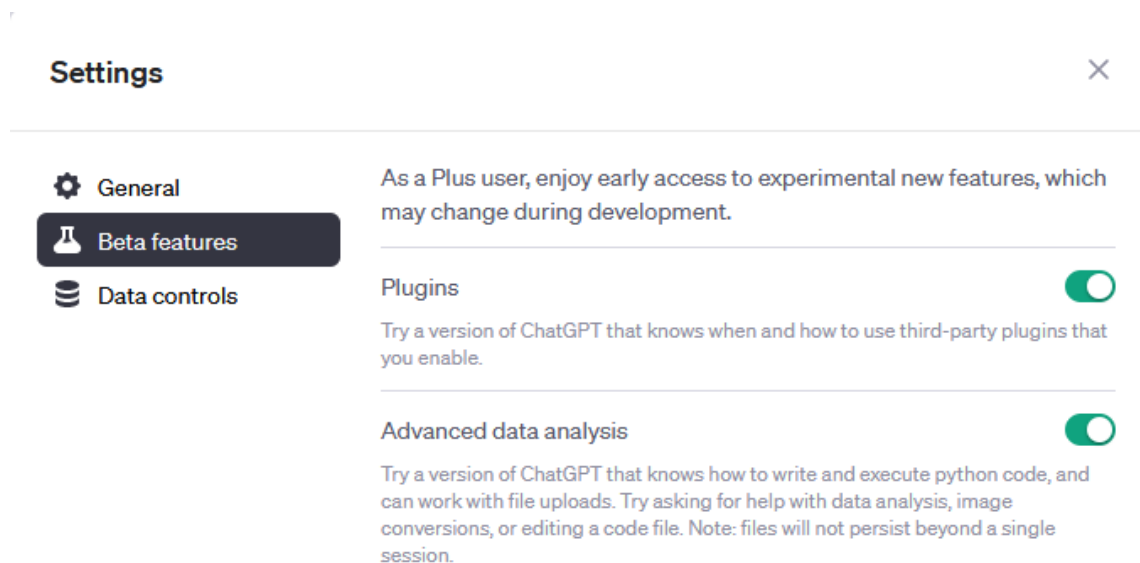 Settings
General
Beta features
Data controls
As a Plus user, enjoy early access to experimental new features, which
may change during development.
Plugins
Try a version of ChatGPT that knows when and how to use third-party plugins that
you enable.
Advanced data analysis
Try a version of ChatGPT that knows how to write and execute python code, and
can work with file uploads. Try asking for help with data analysis, image
conversions, or editing a code file. Note: files will not persist beyond a single
session.